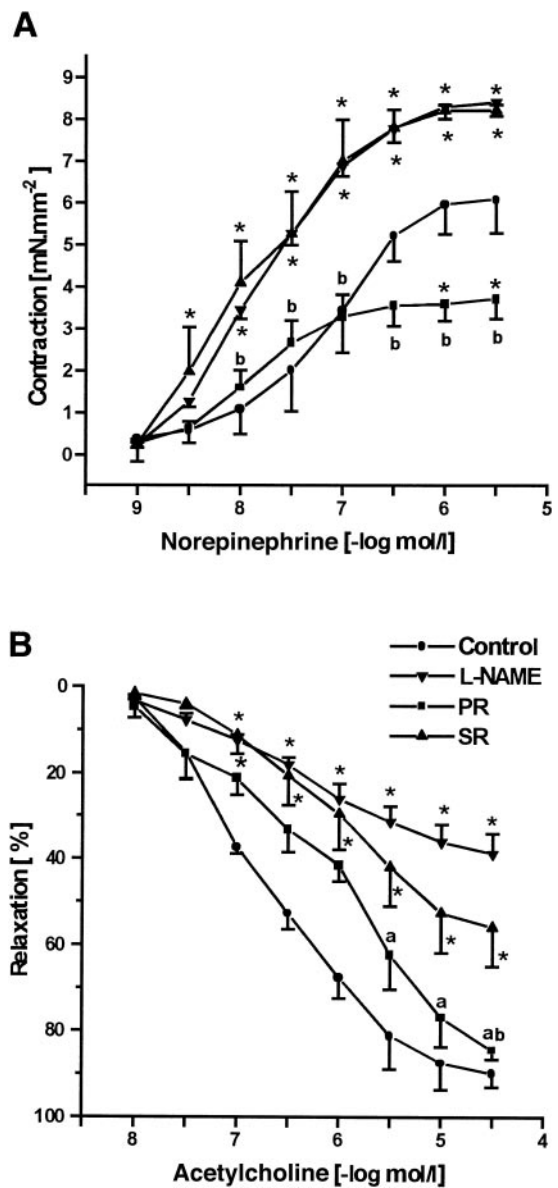 A
9
8
7
6
5
4
3
2
1
0
Contraction [mN.mm-2]
* * *
* * *
*
*
* *
*
*
*
b b
b
* *
b b b
9 8 7 6 5
Norepinephrine [-log mol/l]
B
Control
L-NAME
PR
SR
0
20
40
60
80
100
Relaxation [%]
* * * * * *
* * * * * *
a
a
ab
8 7 6 5 4
Acetylcholine [-log mol/l]